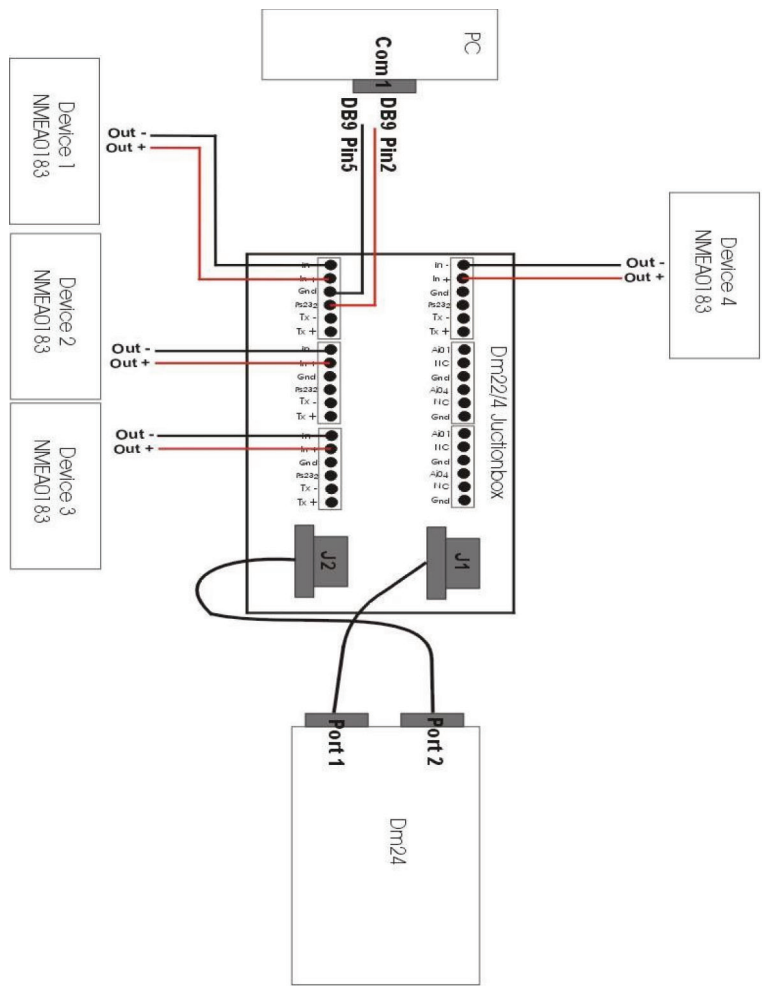 PC
Com1
DB9 Pin2
DB9 Pin5
Device 1
NMEA0183
Out -
Out +
Device 2
NMEA0183
Out -
Out +
Device 3
NMEA0183
Out -
Out +
Device 4
NMEA0183
Out -
Out +
Dm22/4 Juctionbox
In -
In +
Gnd
Rs232
Tx -
Tx +
In -
In +
Gnd
Rs232
Tx -
Tx +
In -
In +
Gnd
Rs232
Tx -
Tx +
In -
In +
Gnd
Rs232
Tx -
Tx +
Ai01
NC
Gnd
Ai04
NC
Gnd
Ai01
NC
Gnd
Ai04
NC
Gnd
J2
J1
Port 1
Port 2
Dm24